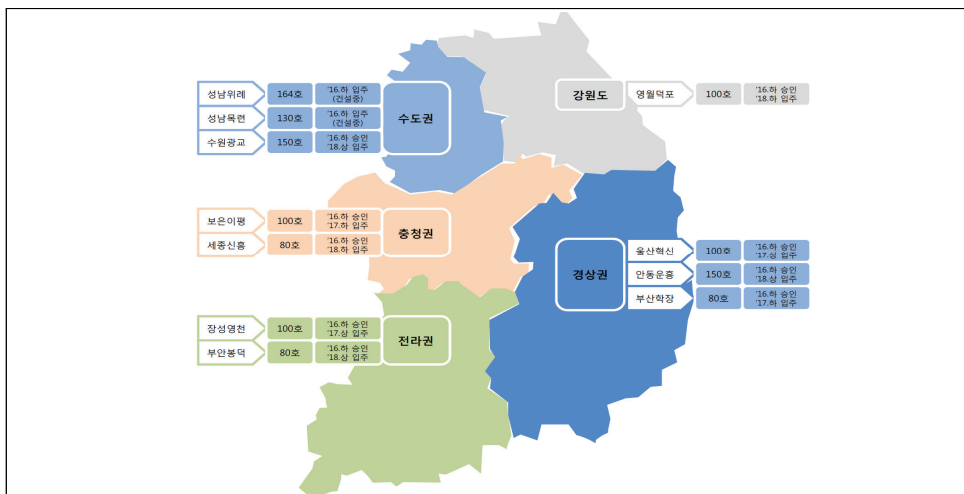 성남위례 164호 '16.하 입주
(건설중)
성남목련 130호 '16.하 입주
(건설중)
수원광교 150호 '16.하 승인
'18.상 입주
수도권
강원도
영월덕포 100호 '16.하 승인
'18.하 입주
보은이평 100호 '16.하 승인
'17.하 입주
세종신흥 80호 '16.하 승인
'18.하 입주
충청권
경상권
울산혁신 100호 '16.하 승인
'17.상 입주
안동운흥 150호 '16.하 승인
'18.상 입주
부산학장 80호 '16.하 승인
'17.하 입주
장성영천 100호 '16.하 승인
'17.상 입주
부안봉덕 80호 '16.하 승인
'18.상 입주
전라권